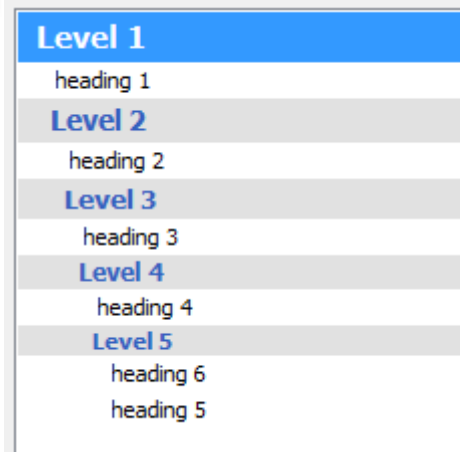 Level 1
heading 1
Level 2
heading 2
Level 3
heading 3
Level 4
heading 4
Level 5
heading 6
heading 5